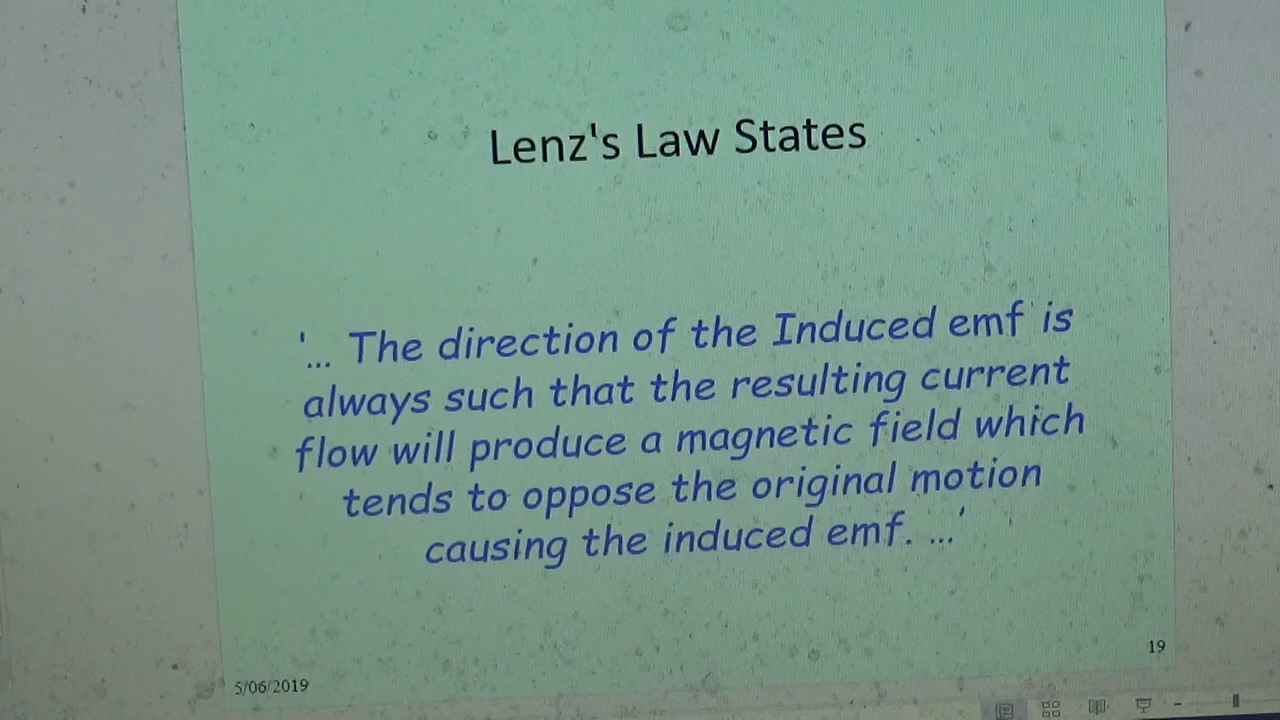 Lenz's Law States
'... The direction of the Induced emf is
always such that the resulting current
flow will produce a magnetic field which
tends to oppose the original motion
causing the induced emf. ...'
19
5/06/2019